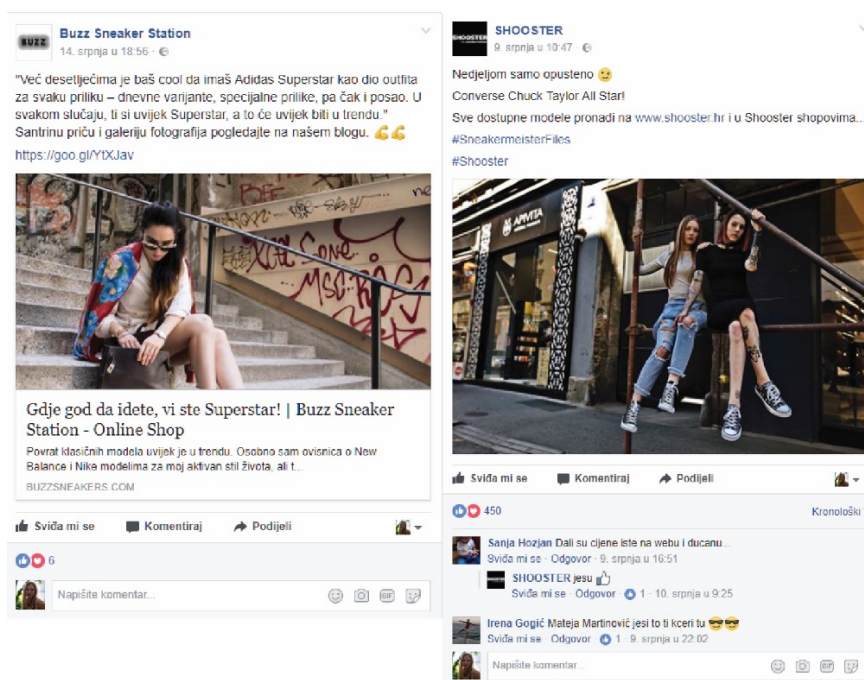 BUZZ
Buzz Sneaker Station
14. srpnja u 18:56 ·
"Već desetljećima je baš cool da imaš Adidas Superstar kao dio outfita
za svaku priliku – dnevne varijante, specijalne prilike, pa čak i posao. U
svakom slučaju, ti si uvijek Superstar, a to će uvijek biti u trendu."
Santrinu priču i galeriju fotografija pogledajte na našem blogu. 💪💪
https://goo.gl/YtXJav
Gdje god da idete, vi ste Superstar! | Buzz Sneaker
Station - Online Shop
Povrat klasičnih modela uvijek je u trendu. Osobno sam ovisnica o New
Balance i Nike modelima za moj aktivan stil života, ali t...
BUZZSNEAKERS.COM
Sviđa mi se Komentiraj Podijeli
6
Napišite komentar...
GIF
SHOOSTER
SHOOSTER
9. srpnja u 10:47 ·
Nedjeljom samo opušteno 😉
Converse Chuck Taylor All Star!
Sve dostupne modele pronađi na www.shooster.hr i u Shooster shopovima...
#SneakermeisterFiles
#Shooster
APIVITA
Sviđa mi se Komentiraj Podijeli
450 Kronološki
Sanja Hozjan Dali su cijene iste na webu i ducanu...
Sviđa mi se · Odgovor · 9. srpnja u 16:51
SHOOSTER jesu 👍
Sviđa mi se · Odgovor · 1 · 10. srpnja u 9:25
Irena Gogić Mateja Martinović jesi to ti kceri tu 😎😎
Sviđa mi se · Odgovor · 1 · 9. srpnja u 22:02
Napišite komentar...
GIF